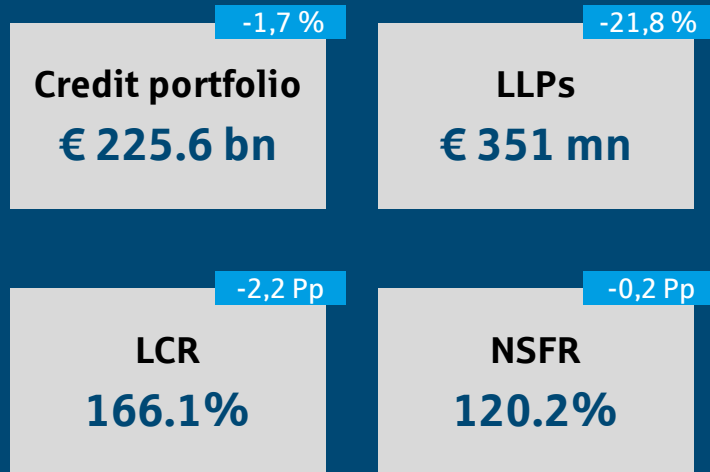 -1,7 %
Credit portfolio
€ 225.6 bn
-21,8 %
LLPs
€ 351 mn
-2,2 Pp
LCR
166.1%
-0,2 Pp
NSFR
120.2%